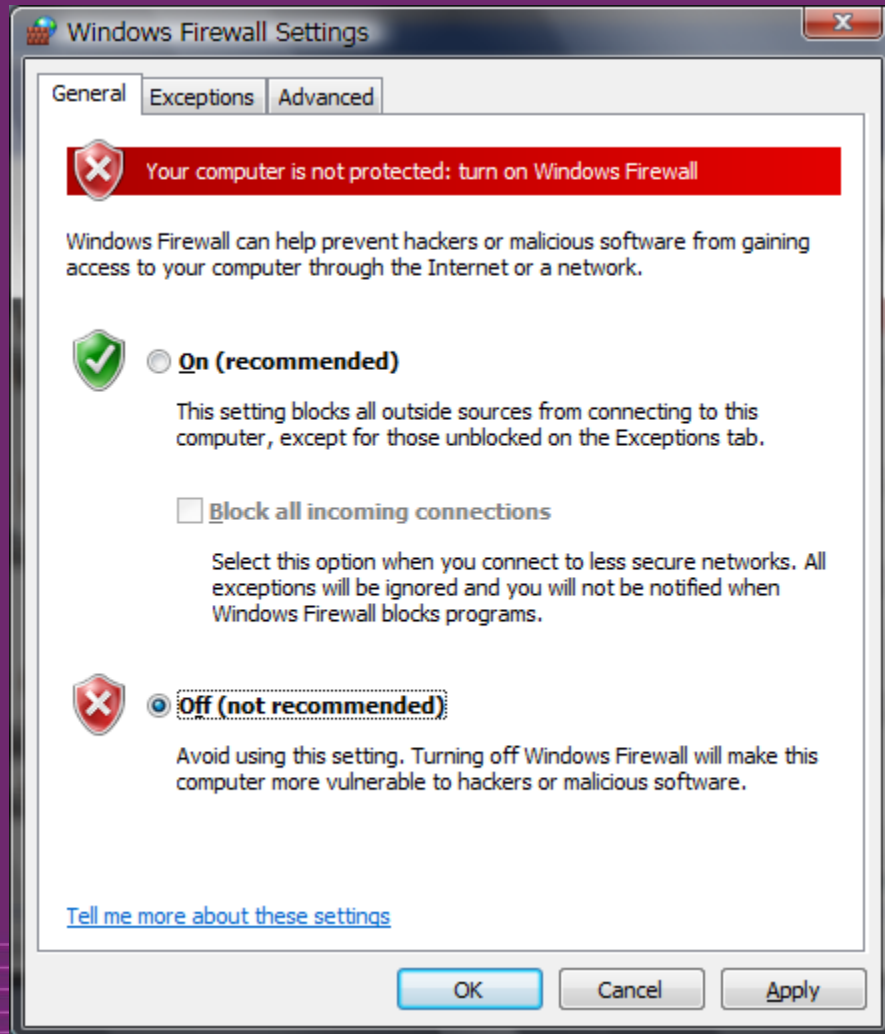 Windows Firewall Settings
General Exceptions Advanced
Your computer is not protected: turn on Windows Firewall
Windows Firewall can help prevent hackers or malicious software from gaining
access to your computer through the Internet or a network.
On (recommended)
This setting blocks all outside sources from connecting to this
computer, except for those unblocked on the Exceptions tab.
Block all incoming connections
Select this option when you connect to less secure networks. All
exceptions will be ignored and you will not be notified when
Windows Firewall blocks programs.
Off (not recommended)
Avoid using this setting. Turning off Windows Firewall will make this
computer more vulnerable to hackers or malicious software.
Tell me more about these settings
OK Cancel Apply